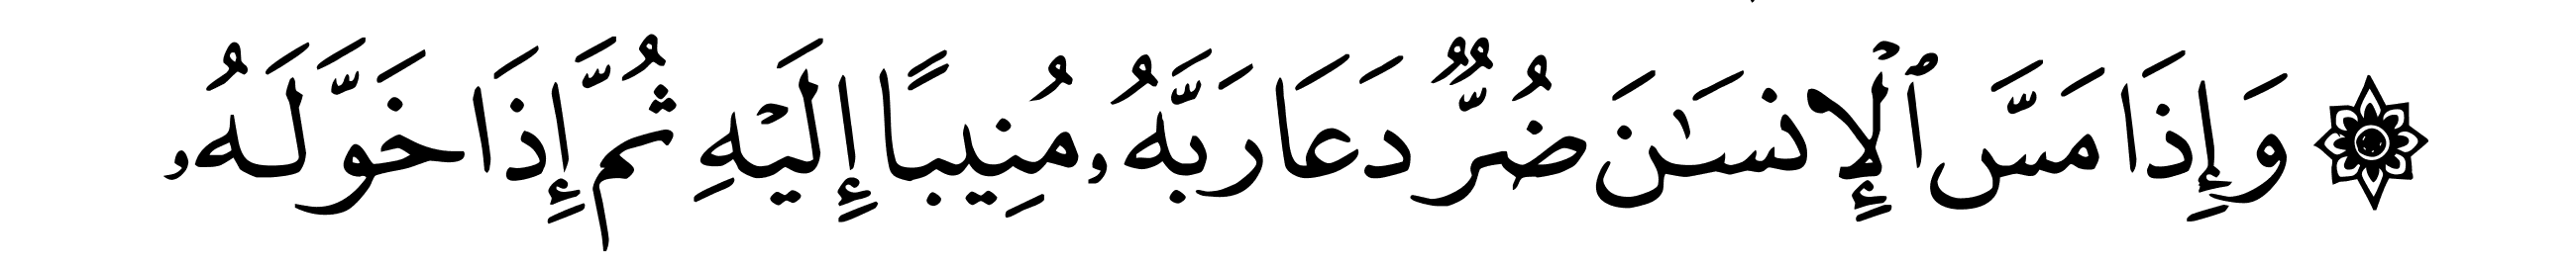 ۞ وَإِذَا مَسَّ ٱلْإِنسَـٰنَ ضُرٌّۭ دَعَا رَبَّهُۥ مُنِيبًا إِلَيْهِ ثُمَّ إِذَا خَوَّلَهُۥ